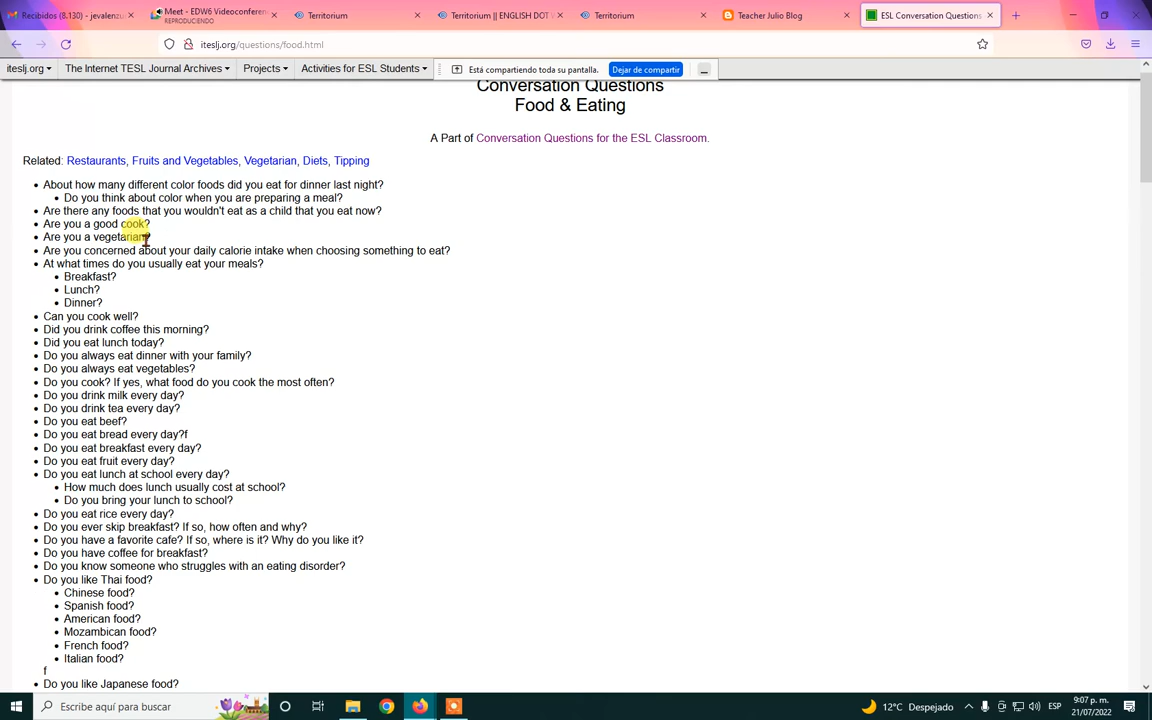 Recibidos (8.130) - jevalenzu
Meet - EDW6 Videoconferen
REPRODUCIENDO
Territorium
Territorium || ENGLISH DOT
Territorium
Teacher Julio Blog
ESL Conversation Questions
iteslj.org/questions/food.html
iteslj.org
The Internet TESL Journal Archives
Projects
Activities for ESL Students
Está compartiendo toda su pantalla.
Dejar de compartir
Conversation Questions
Food & Eating
A Part of Conversation Questions for the ESL Classroom.
Related: Restaurants, Fruits and Vegetables, Vegetarian, Diets, Tipping
About how many different color foods did you eat for dinner last night?
Do you think about color when you are preparing a meal?
Are there any foods that you wouldn't eat as a child that you eat now?
Are you a good cook?
Are you a vegetarian?
Are you concerned about your daily calorie intake when choosing something to eat?
At what times do you usually eat your meals?
Breakfast?
Lunch?
Dinner?
Can you cook well?
Did you drink coffee this morning?
Did you eat lunch today?
Do you always eat dinner with your family?
Do you always eat vegetables?
Do you cook? If yes, what food do you cook the most often?
Do you drink milk every day?
Do you drink tea every day?
Do you eat beef?
Do you eat bread every day?f
Do you eat breakfast every day?
Do you eat fruit every day?
Do you eat lunch at school every day?
How much does lunch usually cost at school?
Do you bring your lunch to school?
Do you eat rice every day?
Do you ever skip breakfast? If so, how often and why?
Do you have a favorite cafe? If so, where is it? Why do you like it?
Do you have coffee for breakfast?
Do you know someone who struggles with an eating disorder?
Do you like Thai food?
Chinese food?
Spanish food?
American food?
Mozambican food?
French food?
Italian food?
f
Do you like Japanese food?
Escribe aquí para buscar
12°C Despejado
ESP
9:07 p. m.
21/07/2022